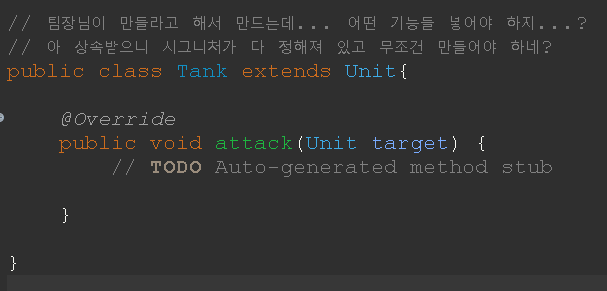 // 팀장님이 만들라고 해서 만드는데... 어떤 기능들 넣어야 하지...?
// 아 상속받으니 시그니처가 다 정해져 있고 무조건 만들어야 하네?
public class Tank extends Unit{
@Override
public void attack(Unit target) {
// TODO Auto-generated method stub
}
}